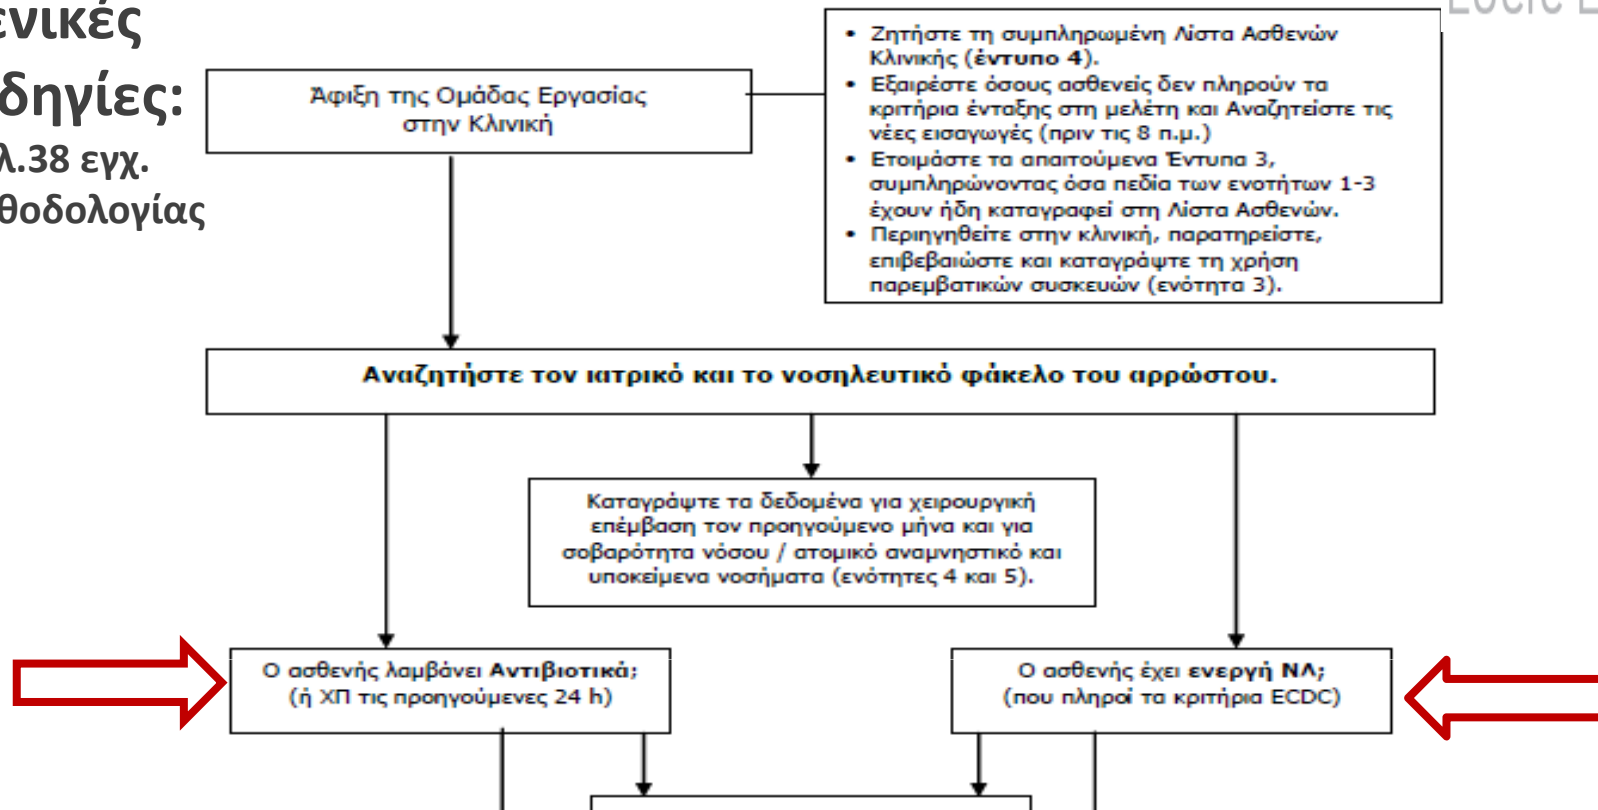 ενικές
δηγίες:
λ.38 εγχ.
θοδολογίας
Άφιξη της Ομάδας Εργασίας
στην Κλινική
• Ζητήστε τη συμπληρωμένη Λίστα Ασθενών
Κλινικής (έντυπο 4).
• Εξαιρέστε όσους ασθενείς δεν πληρούν τα
κριτήρια ένταξης στη μελέτη και Αναζητείστε τις
νέες εισαγωγές (πριν τις 8 π.μ.)
• Ετοιμάστε τα απαιτούμενα Έντυπα 3,
συμπληρώνοντας όσα πεδία των ενοτήτων 1-3
έχουν ήδη καταγραφεί στη Λίστα Ασθενών.
• Περιηγηθείτε στην κλινική, παρατηρείστε,
επιβεβαιώστε και καταγράψτε τη χρήση
παρεμβατικών συσκευών (ενότητα 3).
Αναζητήστε τον ιατρικό και το νοσηλευτικό φάκελο του αρρώστου.
Καταγράψτε τα δεδομένα για χειρουργική
επέμβαση τον προηγούμενο μήνα και για
σοβαρότητα νόσου / ατομικό αναμνηστικό και
υποκείμενα νοσήματα (ενότητες 4 και 5).
Ο ασθενής λαμβάνει Αντιβιοτικά;
(ή ΧΠ τις προηγούμενες 24 h)
Ο ασθενής έχει ενεργή ΝΛ;
(που πληροί τα κριτήρια ECDC)